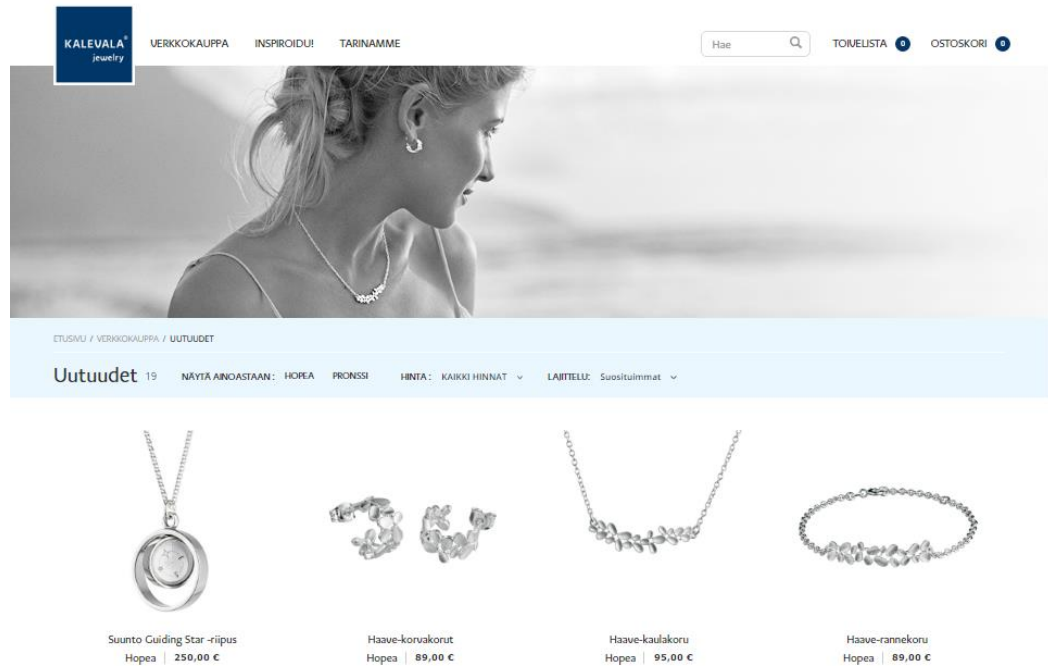 KALEVALA®
jewelry
VERKKOKAUPPA INSPIROIDU! TARINAMME
Hae
TOIVELISTA 0 OSTOSKORI 0
ETUSIVU / VERKKOKAUPPA / UUTUUDET
Uutuudet 19 NÄYTÄ AINOASTAAN : HOPEA PRONSSI HINTA : KAIKKI HINNAT LAJITTELU: Suosituimmat
Suunto Guiding Star -riipus
Hopea | 250,00 €
Haave-korvakorut
Hopea | 89,00 €
Haave-kaulakoru
Hopea | 95,00 €
Haave-rannekoru
Hopea | 89,00 €